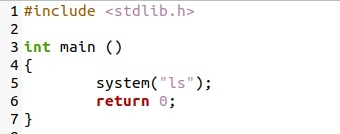 1 #include <stdlib.h>
2
3 int main ()
4 {
5         system("ls");
6         return 0;
7 }